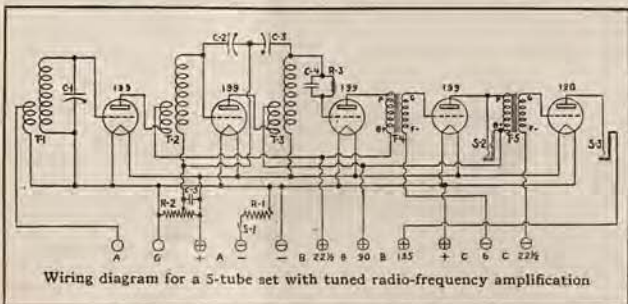 C-2 C-3
C-4 R-3
199 199 199 199 120
C-1
P G P G
B+ F- B F-
T-1 T-2 T-3 T-4 S-2 T-5 S-3
C-5
R-2 R-1
S-1
A G + A - - B 22½ B 90 B 135 + C 6 C 22½
Wiring diagram for a 5-tube set with tuned radio-frequency amplification